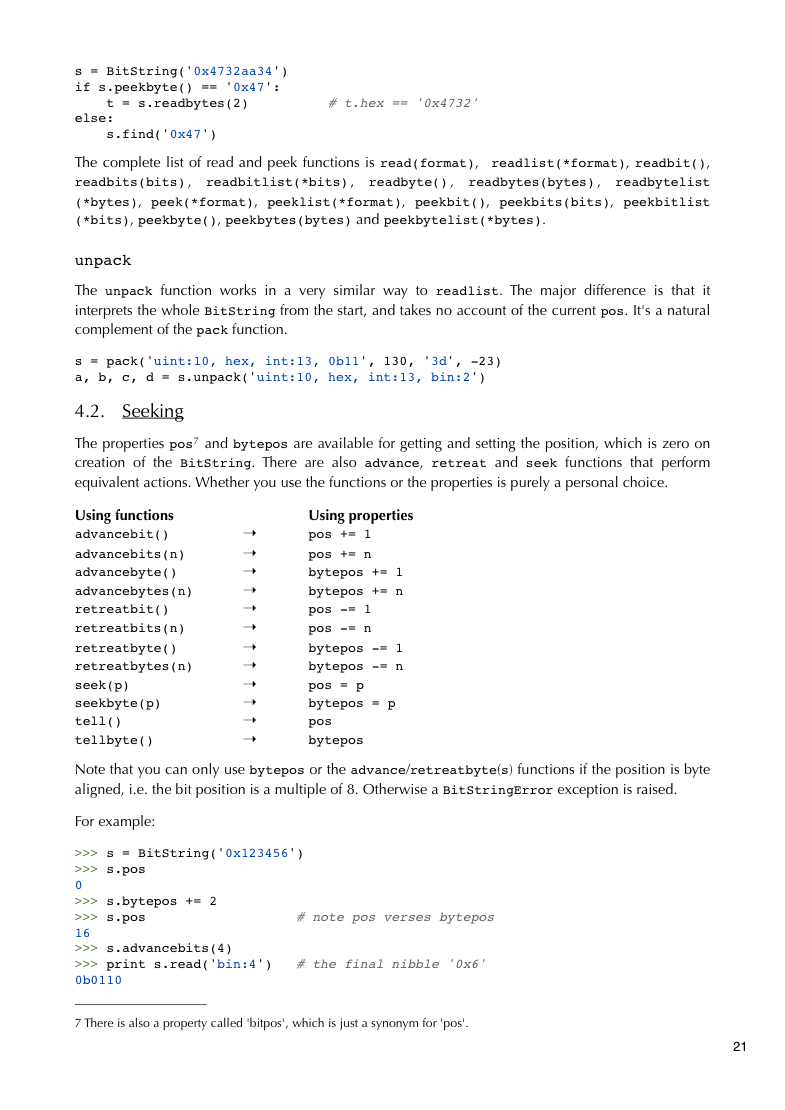 s = BitString('0x4732aa34')
if s.peekbyte() == '0x47':
    t = s.readbytes(2)          # t.hex == '0x4732'
else:
    s.find('0x47')
The complete list of read and peek functions is read(format), readlist(*format), readbit(),
readbits(bits), readbitlist(*bits), readbyte(), readbytes(bytes), readbytelist
(*bytes), peek(*format), peeklist(*format), peekbit(), peekbits(bits), peekbitlist
(*bits), peekbyte(), peekbytes(bytes) and peekbytelist(*bytes).
unpack
The unpack function works in a very similar way to readlist. The major difference is that it
interprets the whole BitString from the start, and takes no account of the current pos. It's a natural
complement of the pack function.
s = pack('uint:10, hex, int:13, 0b11', 130, '3d', -23)
a, b, c, d = s.unpack('uint:10, hex, int:13, bin:2')
4.2. Seeking
The properties pos7 and bytepos are available for getting and setting the position, which is zero on
creation of the BitString. There are also advance, retreat and seek functions that perform
equivalent actions. Whether you use the functions or the properties is purely a personal choice.
Using functions Using properties
advancebit() → pos += 1
advancebits(n) → pos += n
advancebyte() → bytepos += 1
advancebytes(n) → bytepos += n
retreatbit() → pos -= 1
retreatbits(n) → pos -= n
retreatbyte() → bytepos -= 1
retreatbytes(n) → bytepos -= n
seek(p) → pos = p
seekbyte(p) → bytepos = p
tell() → pos
tellbyte() → bytepos
Note that you can only use bytepos or the advance/retreatbyte(s) functions if the position is byte
aligned, i.e. the bit position is a multiple of 8. Otherwise a BitStringError exception is raised.
For example:
>>> s = BitString('0x123456')
>>> s.pos
0
>>> s.bytepos += 2
>>> s.pos                   # note pos verses bytepos
16
>>> s.advancebits(4)
>>> print s.read('bin:4')   # the final nibble '0x6'
0b0110
7 There is also a property called 'bitpos', which is just a synonym for 'pos'.
21